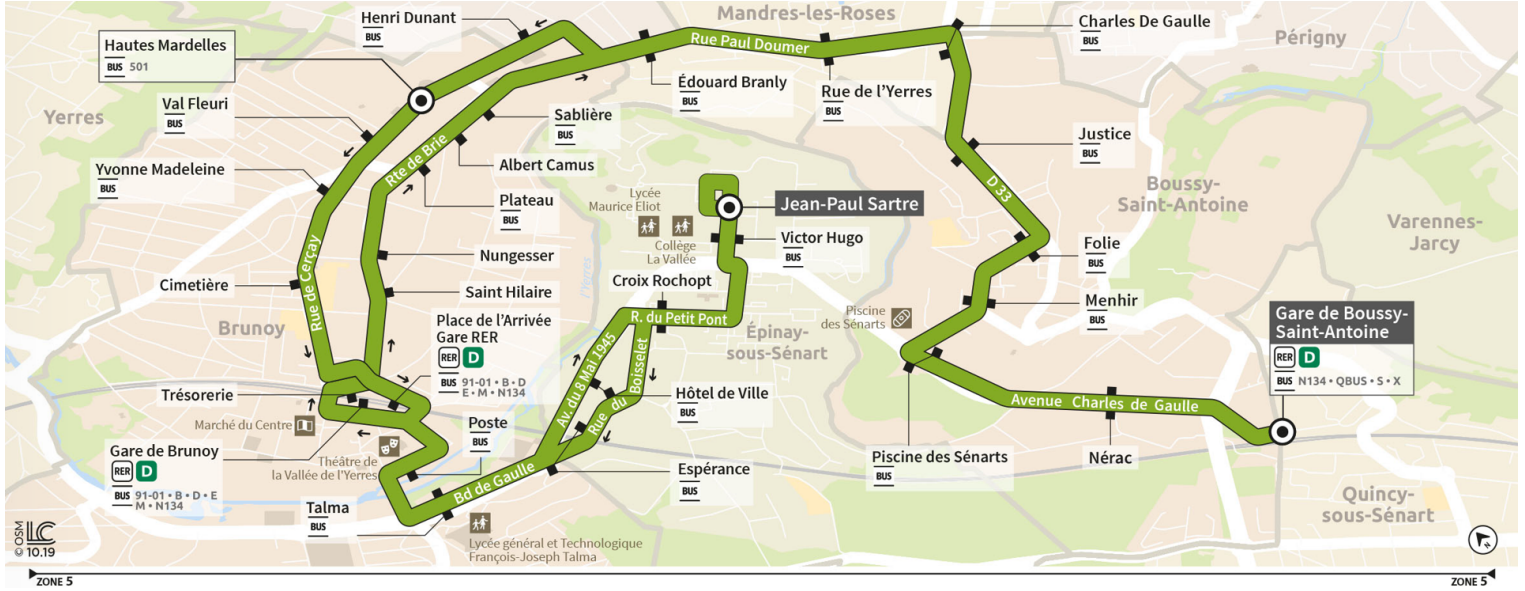 Henri Dunant
BUS
Mandres-les-Roses
Charles De Gaulle
BUS
Périgny
Hautes Mardelles
BUS 501
Rue Paul Doumer
Édouard Branly
BUS
Rue de l'Yerres
BUS
Val Fleuri
BUS
Yerres
Sablière
BUS
Justice
BUS
Rte de Brie
Albert Camus
Yvonne Madeleine
BUS
Plateau
BUS
Lycée
Maurice Eliot
Jean-Paul Sartre
D 33
Boussy-
Saint-Antoine
Varennes-
Jarcy
Collège
La Vallée
Victor Hugo
BUS
Folie
BUS
Nungesser
l'Yerres
Rue de Cerçay
Cimetière
Saint Hilaire
Croix Rochopt
Menhir
BUS
Brunoy
Place de l'Arrivée
Gare RER
RER D
BUS 91-01 • B • D
E • M • N134
R. du Petit Pont
Épinay-
sous-Sénart
Piscine
des Sénarts
Gare de Boussy-
Saint-Antoine
RER D
BUS N134 • QBUS • S • X
Av. du 8 Mai 1945
Rue du Boisselet
Hôtel de Ville
BUS
Trésorerie
Avenue Charles de Gaulle
Marché du Centre
Poste
BUS
Gare de Brunoy
RER D
BUS 91-01 • B • D • E
M • N134
Théâtre de
la Vallée de l'Yerres
Bd de Gaulle
Espérance
BUS
Piscine des Sénarts
BUS
Nérac
Talma
BUS
Quincy-
sous-Sénart
Lycée général et Technologique
François-Joseph Talma
© OSM
LC
10.19
N
ZONE 5
ZONE 5